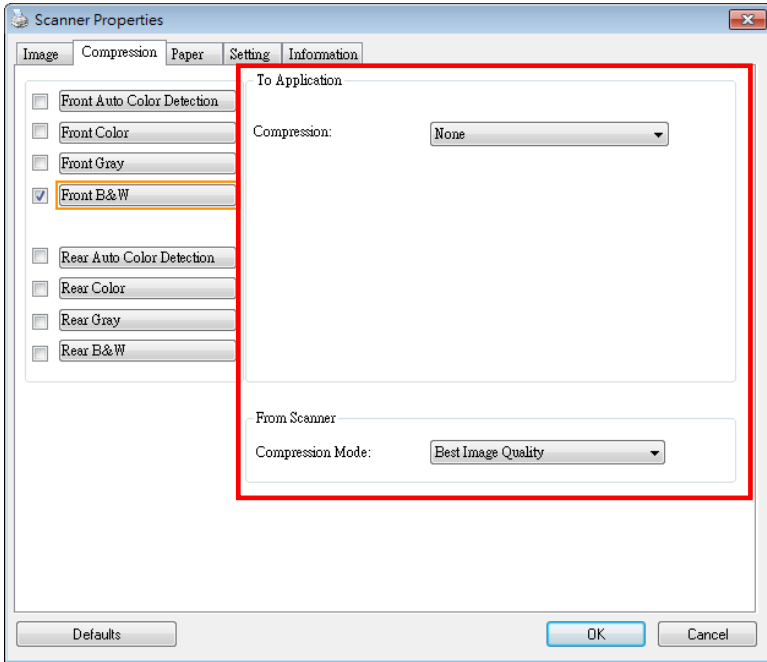 Scanner Properties
Image Compression Paper Setting Information
To Application
Front Auto Color Detection
Front Color
Compression: None
Front Gray
Front B&W
Rear Auto Color Detection
Rear Color
Rear Gray
Rear B&W
From Scanner
Compression Mode: Best Image Quality
Defaults OK Cancel